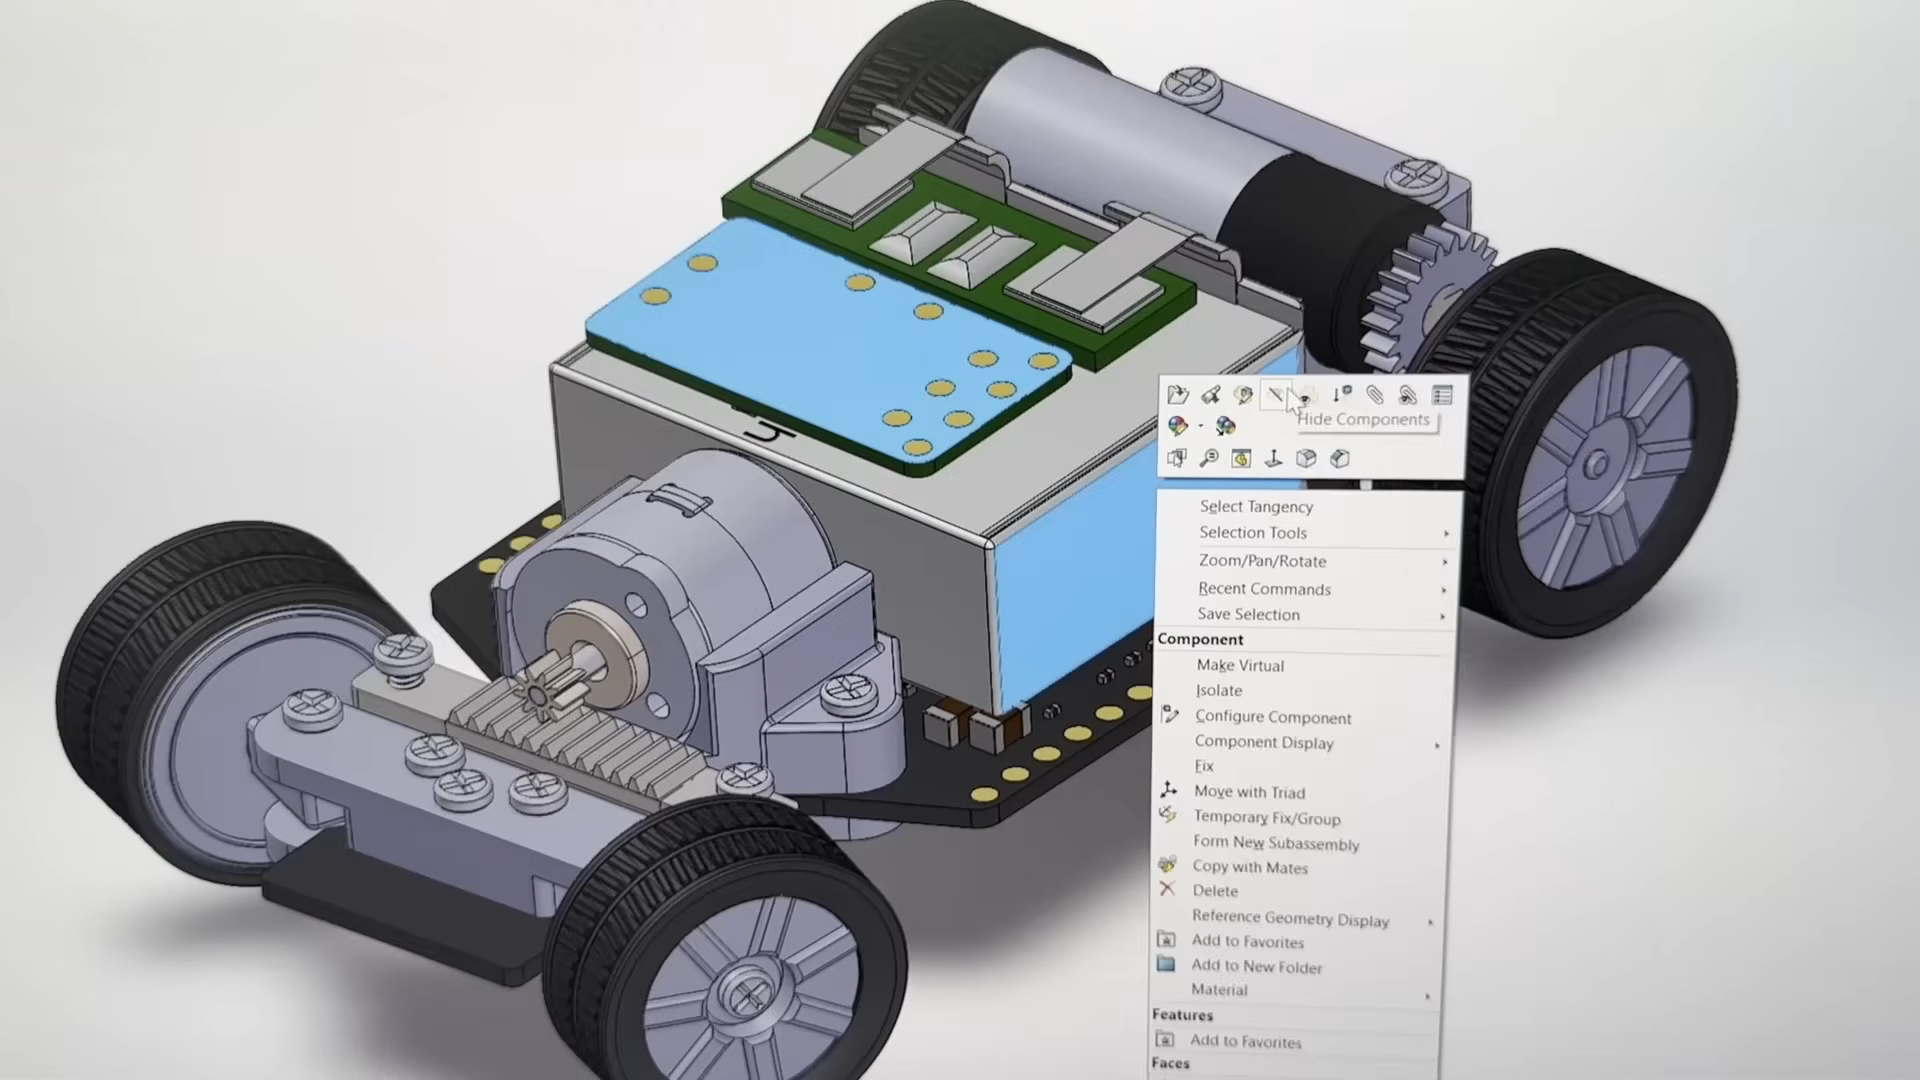 Hide Components
Select Tangency
Selection Tools
Zoom/Pan/Rotate
Recent Commands
Save Selection
Component
Make Virtual
Isolate
Configure Component
Component Display
Fix
Move with Triad
Temporary Fix/Group
Form New Subassembly
Copy with Mates
Delete
Reference Geometry Display
Add to Favorites
Add to New Folder
Material
Features
Add to Favorites
Faces